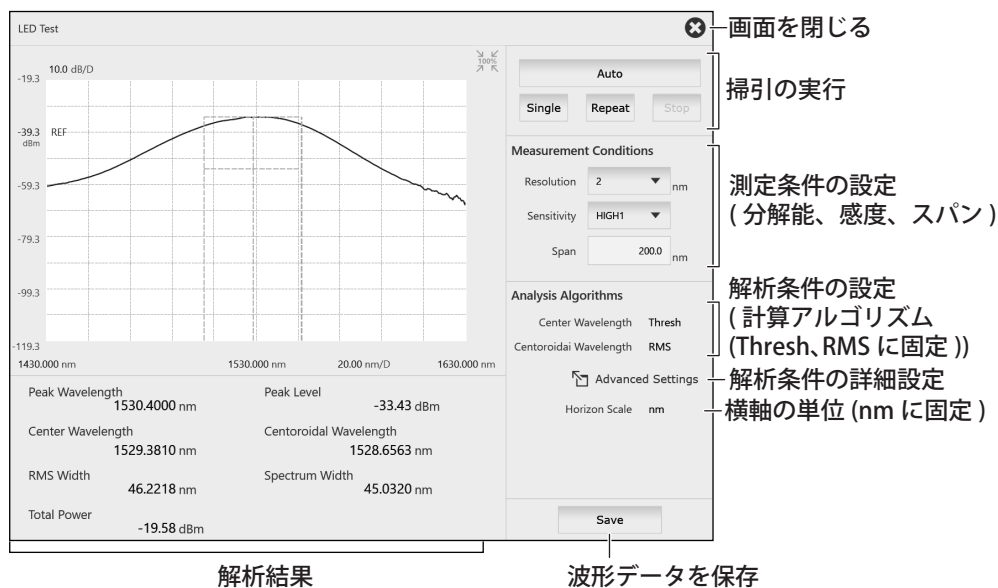 LED Test
画面を閉じる
100%
10.0 dB/D
-19.3
REF
-39.3
dBm
-59.3
-79.3
-99.3
-119.3
14430.000 nm
1530.000 nm
20.00 nm/D
1630.000 nm
Auto
Single
Repeat
Stop
掃引の実行
Measurement Conditions
Resolution
2
nm
Sensitivity
HIGH1
Span
200.0
nm
測定条件の設定
( 分解能、感度、スパン )
Analysis Algorithms
Center Wavelength
Thresh
Centoroidai Wavelength
RMS
解析条件の設定
( 計算アルゴリズム
(Thresh、RMS に固定 ))
Advanced Settings
解析条件の詳細設定
Horizon Scale
nm
横軸の単位 (nm に固定 )
Peak Wavelength
1530.4000 nm
Peak Level
-33.43 dBm
Center Wavelength
1529.3810 nm
Centoroidal Wavelength
1528.6563 nm
RMS Width
46.2218 nm
Spectrum Width
45.0320 nm
Total Power
-19.58 dBm
Save
解析結果
波形データを保存